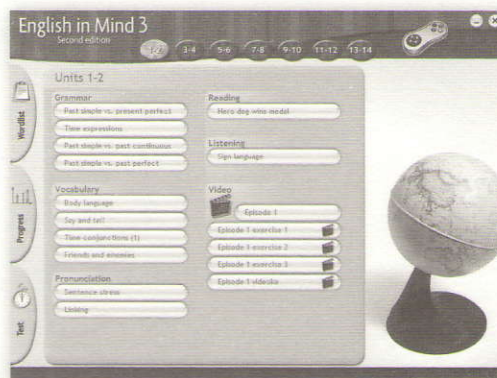 English in Mind 3
Second edition
1-2
3-4
5-6
7-8
9-10
11-12
13-14
Wordlist
Progress
Test
Units 1-2
Grammar
Past simple vs. present perfect
Time expressions
Past simple vs. past continuous
Past simple vs. past perfect
Vocabulary
Body language
Say and tell
Time conjunctions (1)
Friends and enemies
Pronunciation
Sentence stress
Linking
Reading
Hero dog wins medal
Listening
Sign language
Video
Episode 1
Episode 1 exercise 1
Episode 1 exercise 2
Episode 1 exercise 3
Episode 1 videoke